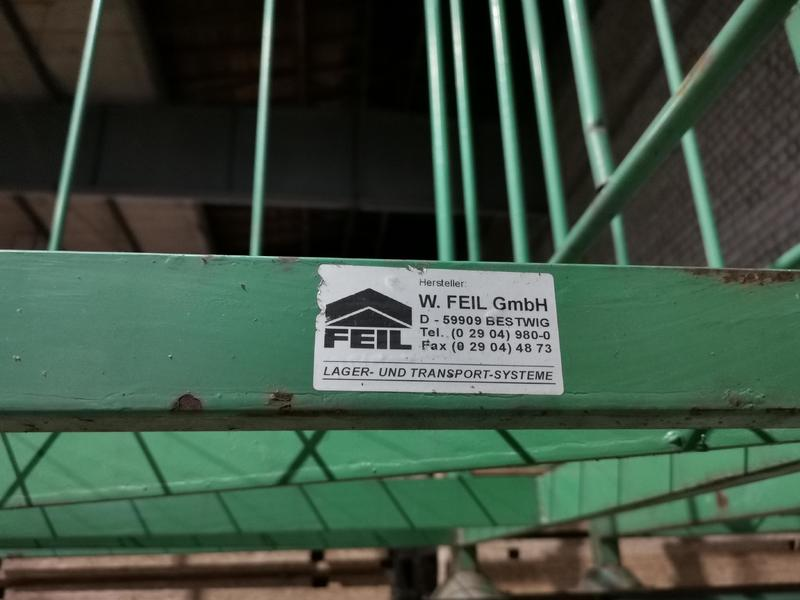 Hersteller:
W. FEIL GmbH
D - 59909 BESTWIG
Tel. (0 29 04) 980-0
Fax (0 29 04) 48 73
FEIL
LAGER- UND TRANSPORT-SYSTEME